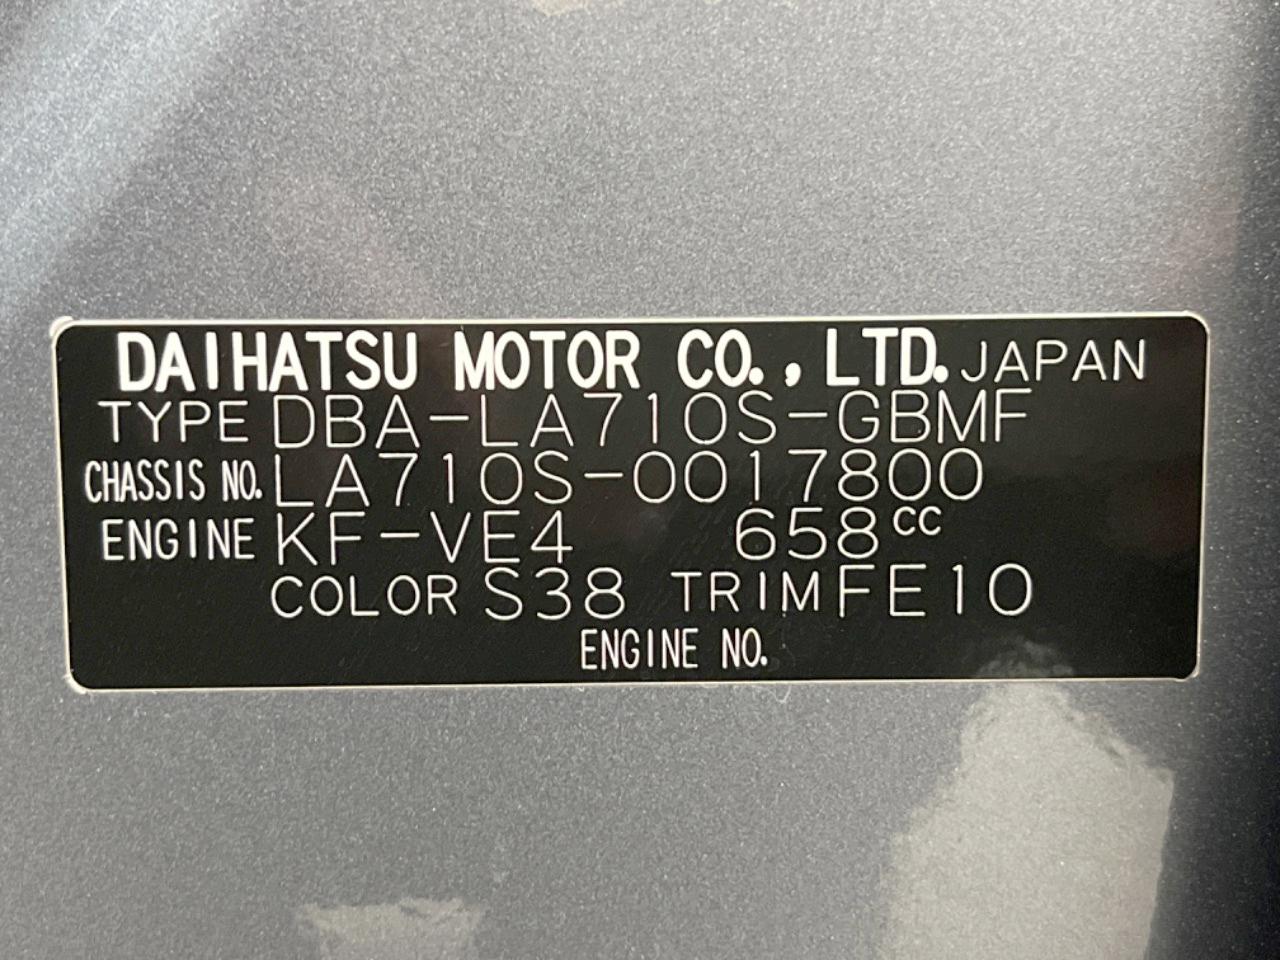 DAIHATSU MOTOR CO., LTD. JAPAN
TYPE DBA-LA710S-GBMF
CHASSIS NO. LA710S-0017800
ENGINE KF-VE4 658cc
COLOR S38 TRIM FE10
ENGINE NO.